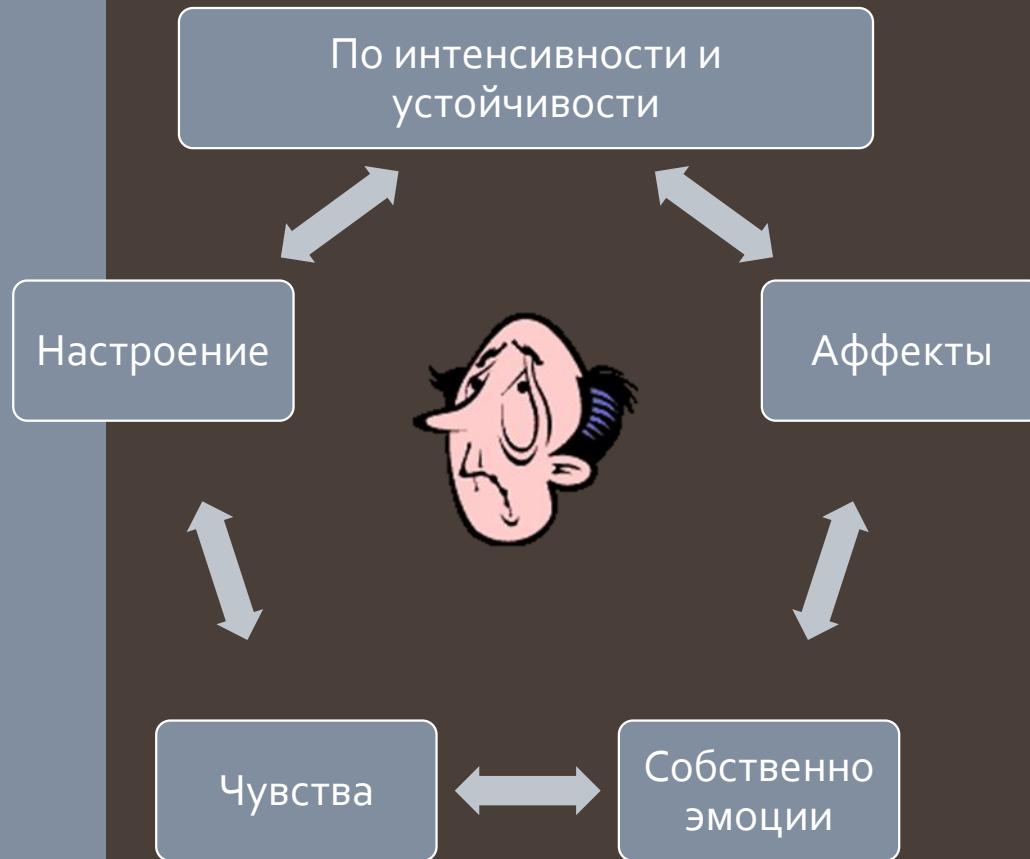 По интенсивности и
устойчивости
Настроение
Аффекты
Чувства
Собственно
эмоции